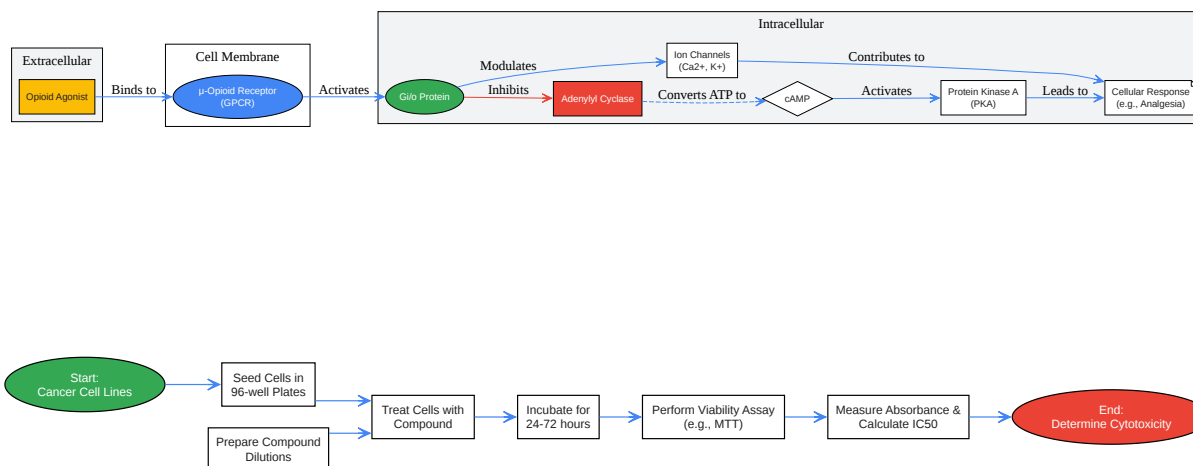 Intracellular
Extracellular
Cell Membrane
Opioid Agonist
Binds to
μ-Opioid Receptor
(GPCR)
Activates
Gi/o Protein
Modulates
Inhibits
Ion Channels
(Ca2+, K+)
Contributes to
Adenylyl Cyclase
Converts ATP to
cAMP
Activates
Protein Kinase A
(PKA)
Leads to
Cellular Response
(e.g., Analgesia)
Start:
Cancer Cell Lines
Seed Cells in
96-well Plates
Prepare Compound
Dilutions
Treat Cells with
Compound
Incubate for
24-72 hours
Perform Viability Assay
(e.g., MTT)
Measure Absorbance &
Calculate IC50
End:
Determine Cytotoxicity